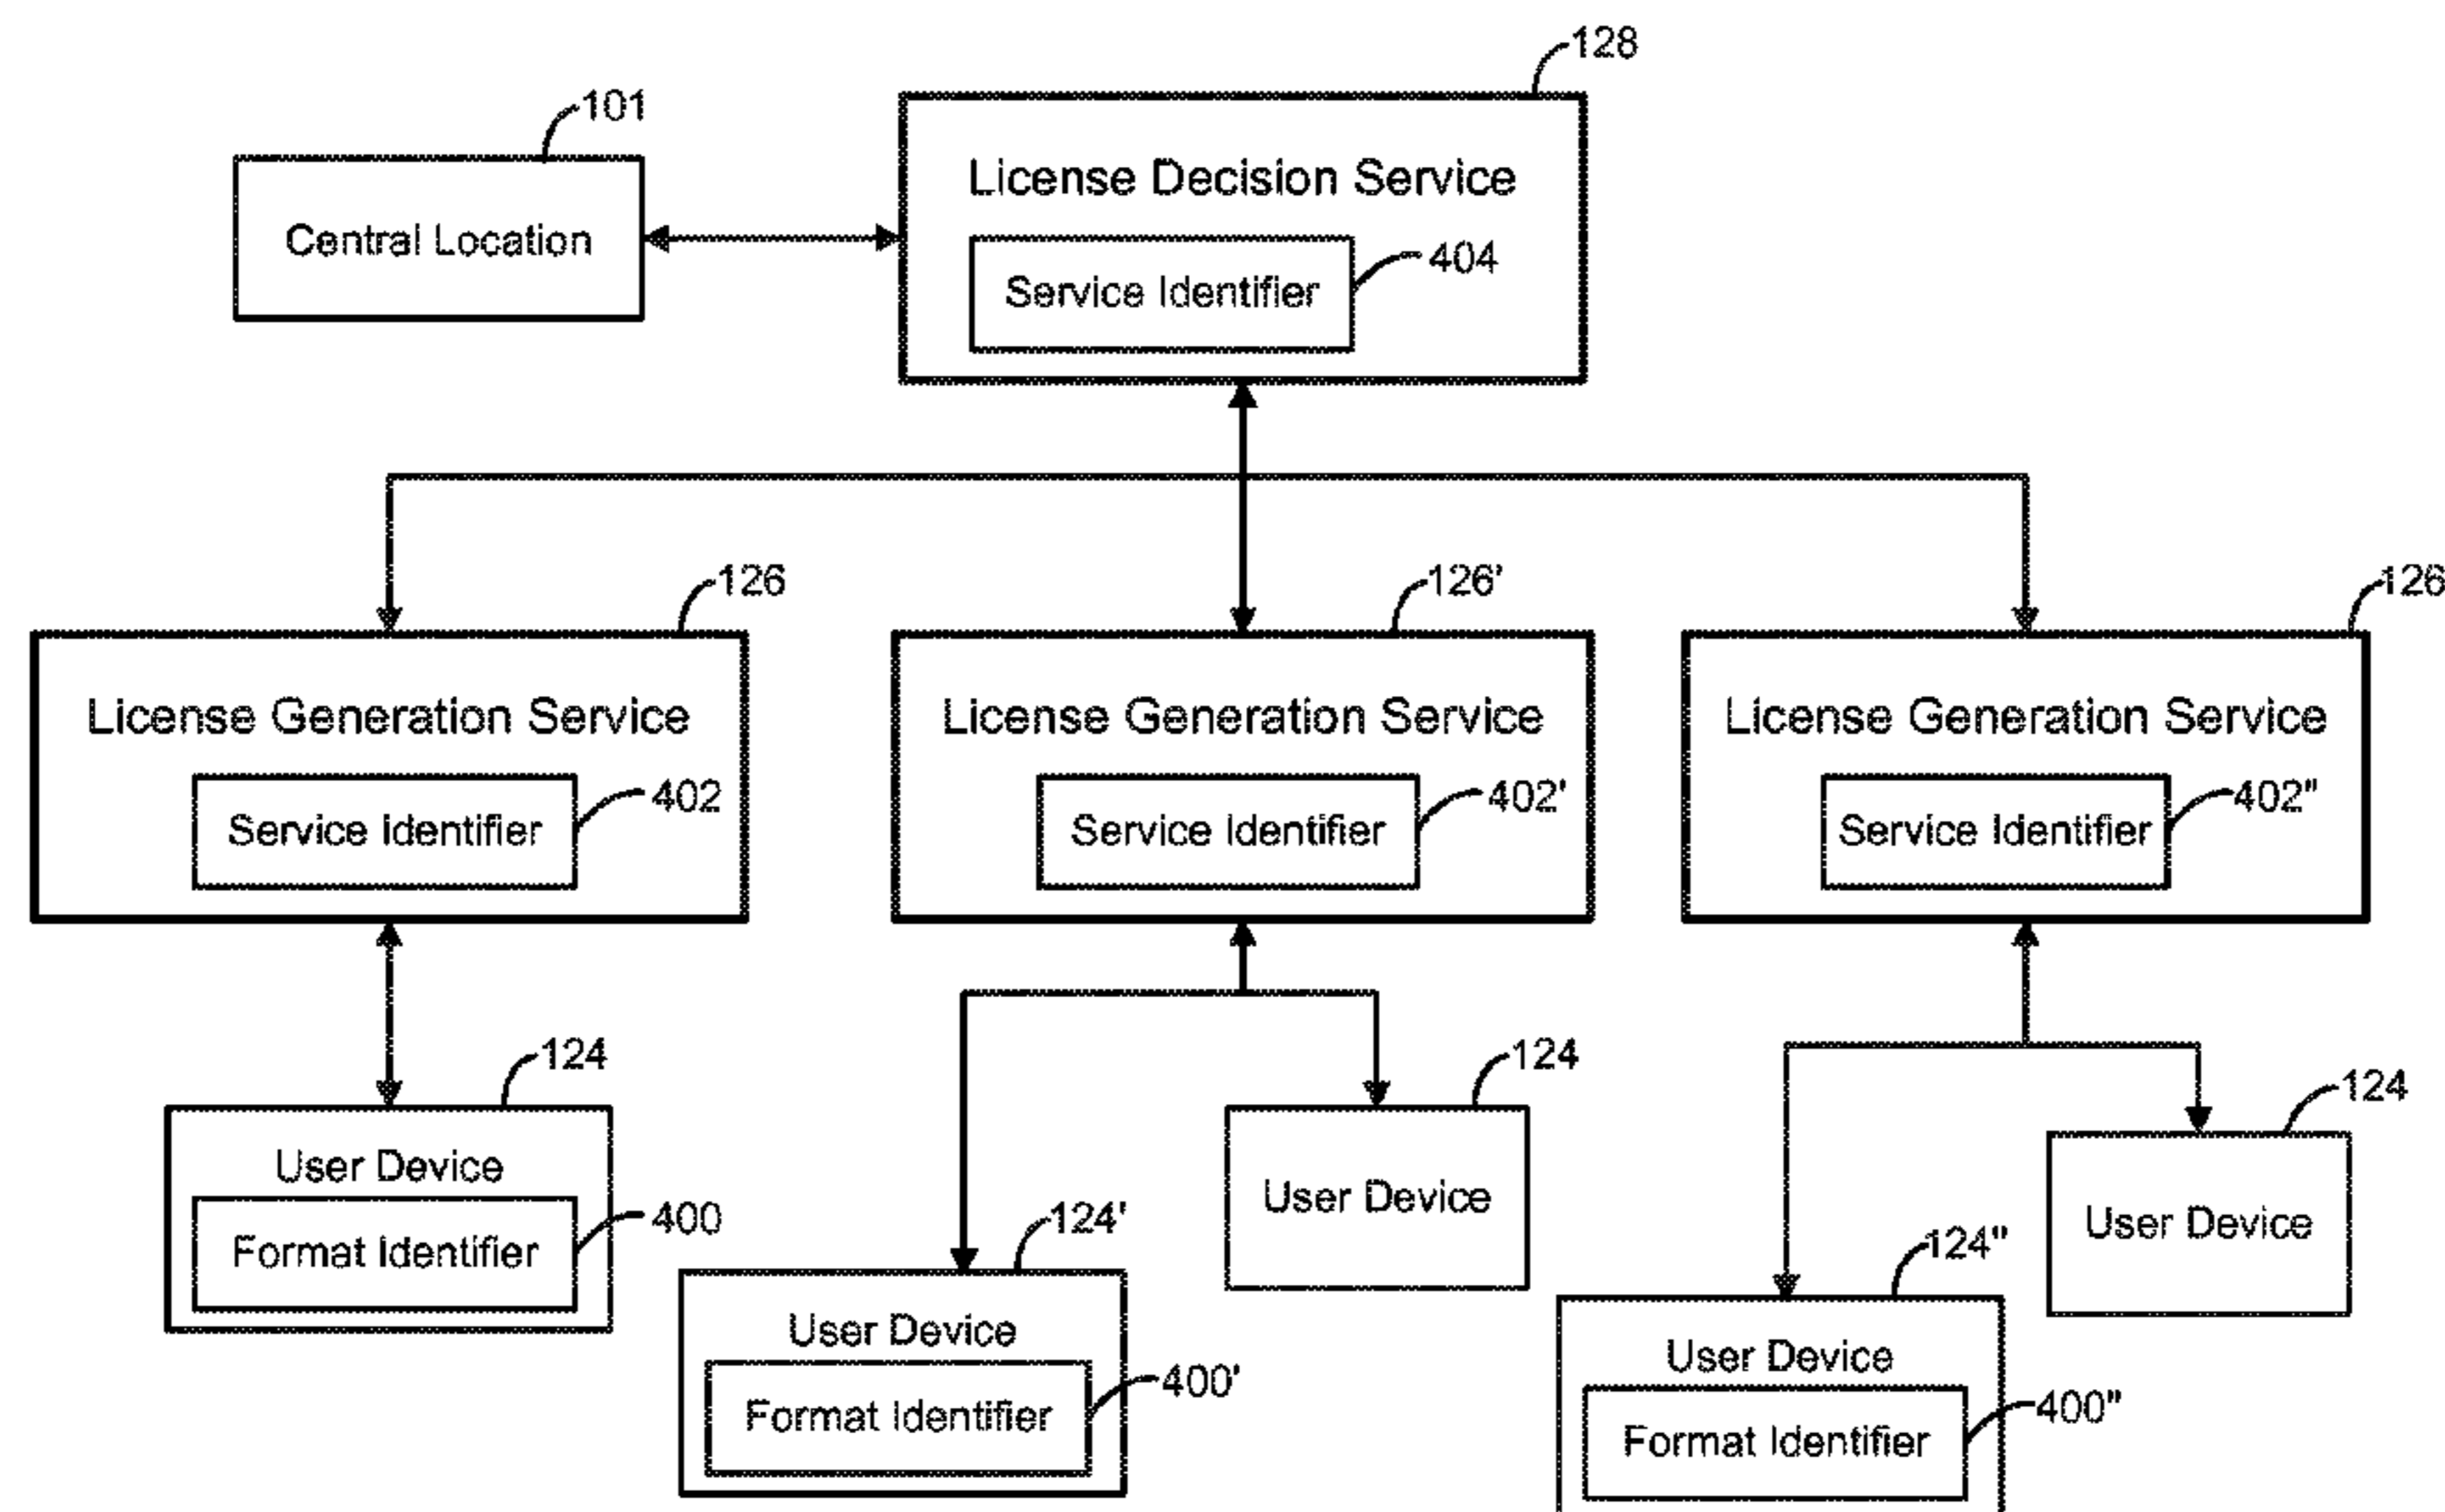 128
101
License Decision Service
Central Location
404
Service Identifier
126
126'
126
License Generation Service
License Generation Service
License Generation Service
402
402'
402"
Service Identifier
Service Identifier
Service Identifier
124
124
124
User Device
User Device
User Device
400
124'
124"
Format Identifier
User Device
User Device
400'
400"
Format Identifier
Format Identifier